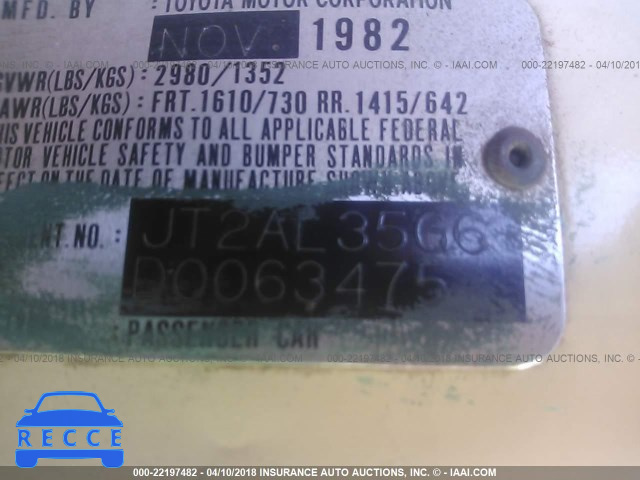 MFD. BY : TOYOTA MOTOR CORPORATION
NOV. 1982
GVWR(LBS/KGS): 2980/1352
GAWR(LBS/KGS): FRT.1610/730 RR.1415/642
THIS VEHICLE CONFORMS TO ALL APPLICABLE FEDERAL
MOTOR VEHICLE SAFETY AND BUMPER STANDARDS IN
EFFECT ON THE DATE OF MANUFACTURE SHOWN ABOVE.
IDENT.NO. : JT2AL35G6
D0063475
: PASSENGER CAR
000-22197482 - 04/10/2018 INSURANCE AUTO AUCTIONS, INC. - © IAAI.COM
RECCE